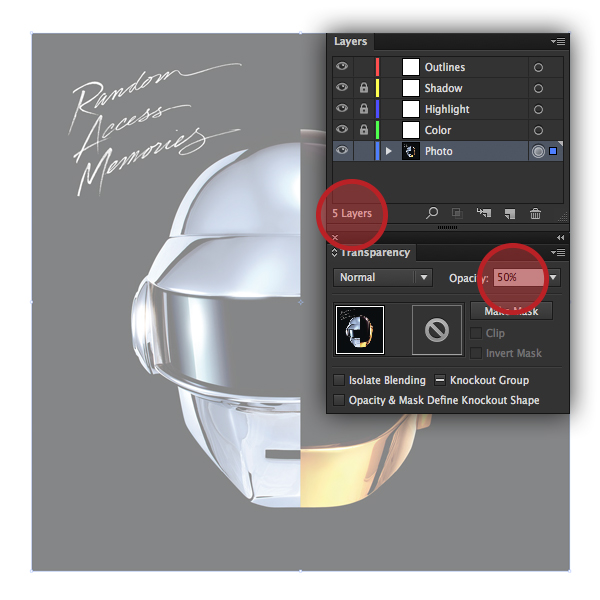 Random
Access
Memories
Layers
Outlines
Shadow
Highlight
Color
Photo
5 Layers
Transparency
Normal
Opacity: 50%
Make Mask
Clip
Invert Mask
Isolate Blending
Knockout Group
Opacity & Mask Define Knockout Shape